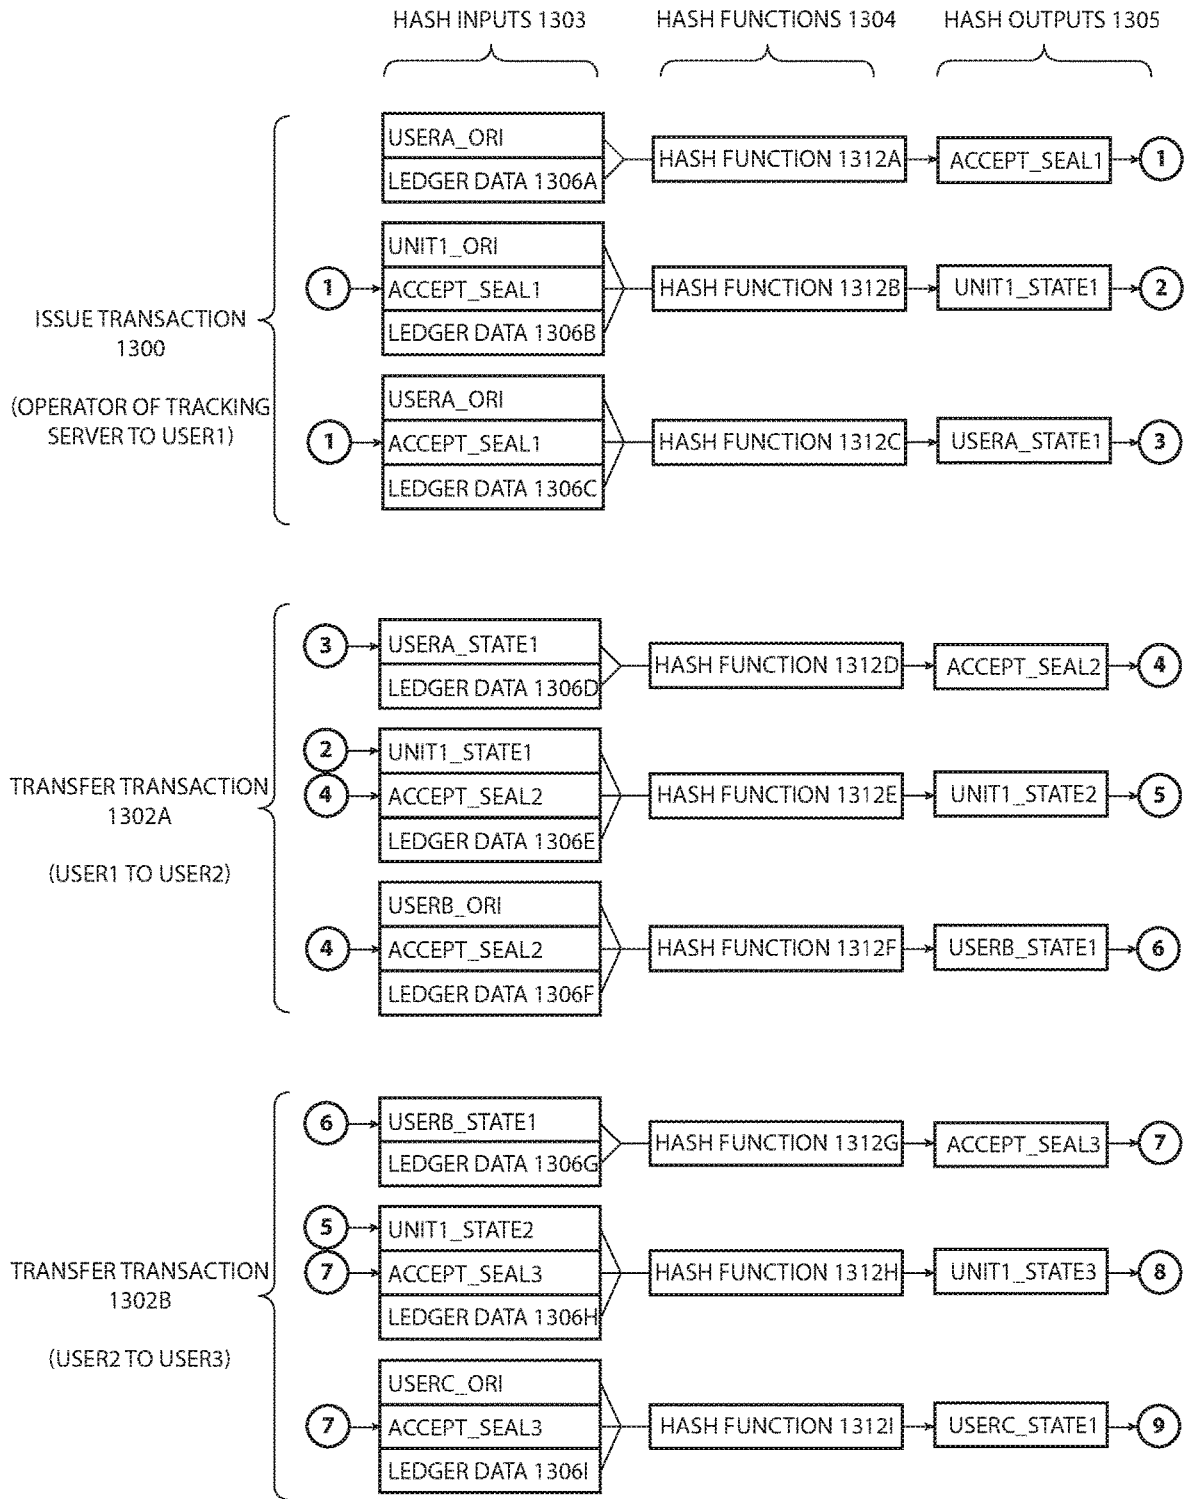 HASH INPUTS 1303
HASH FUNCTIONS 1304
HASH OUTPUTS 1305
ISSUE TRANSACTION
1300
(OPERATOR OF TRACKING
SERVER TO USER1)
USERA_ORI
LEDGER DATA 1306A
HASH FUNCTION 1312A
ACCEPT_SEAL1
1
1
UNIT1_ORI
ACCEPT_SEAL1
LEDGER DATA 1306B
HASH FUNCTION 1312B
UNIT1_STATE1
2
1
USERA_ORI
ACCEPT_SEAL1
LEDGER DATA 1306C
HASH FUNCTION 1312C
USERA_STATE1
3
TRANSFER TRANSACTION
1302A
(USER1 TO USER2)
3
USERA_STATE1
LEDGER DATA 1306D
HASH FUNCTION 1312D
ACCEPT_SEAL2
4
2
UNIT1_STATE1
4
ACCEPT_SEAL2
LEDGER DATA 1306E
HASH FUNCTION 1312E
UNIT1_STATE2
5
4
USERB_ORI
ACCEPT_SEAL2
LEDGER DATA 1306F
HASH FUNCTION 1312F
USERB_STATE1
6
TRANSFER TRANSACTION
1302B
(USER2 TO USER3)
6
USERB_STATE1
LEDGER DATA 1306G
HASH FUNCTION 1312G
ACCEPT_SEAL3
7
5
UNIT1_STATE2
7
ACCEPT_SEAL3
LEDGER DATA 1306H
HASH FUNCTION 1312H
UNIT1_STATE3
8
7
USERC_ORI
ACCEPT_SEAL3
LEDGER DATA 1306I
HASH FUNCTION 1312I
USERC_STATE1
9